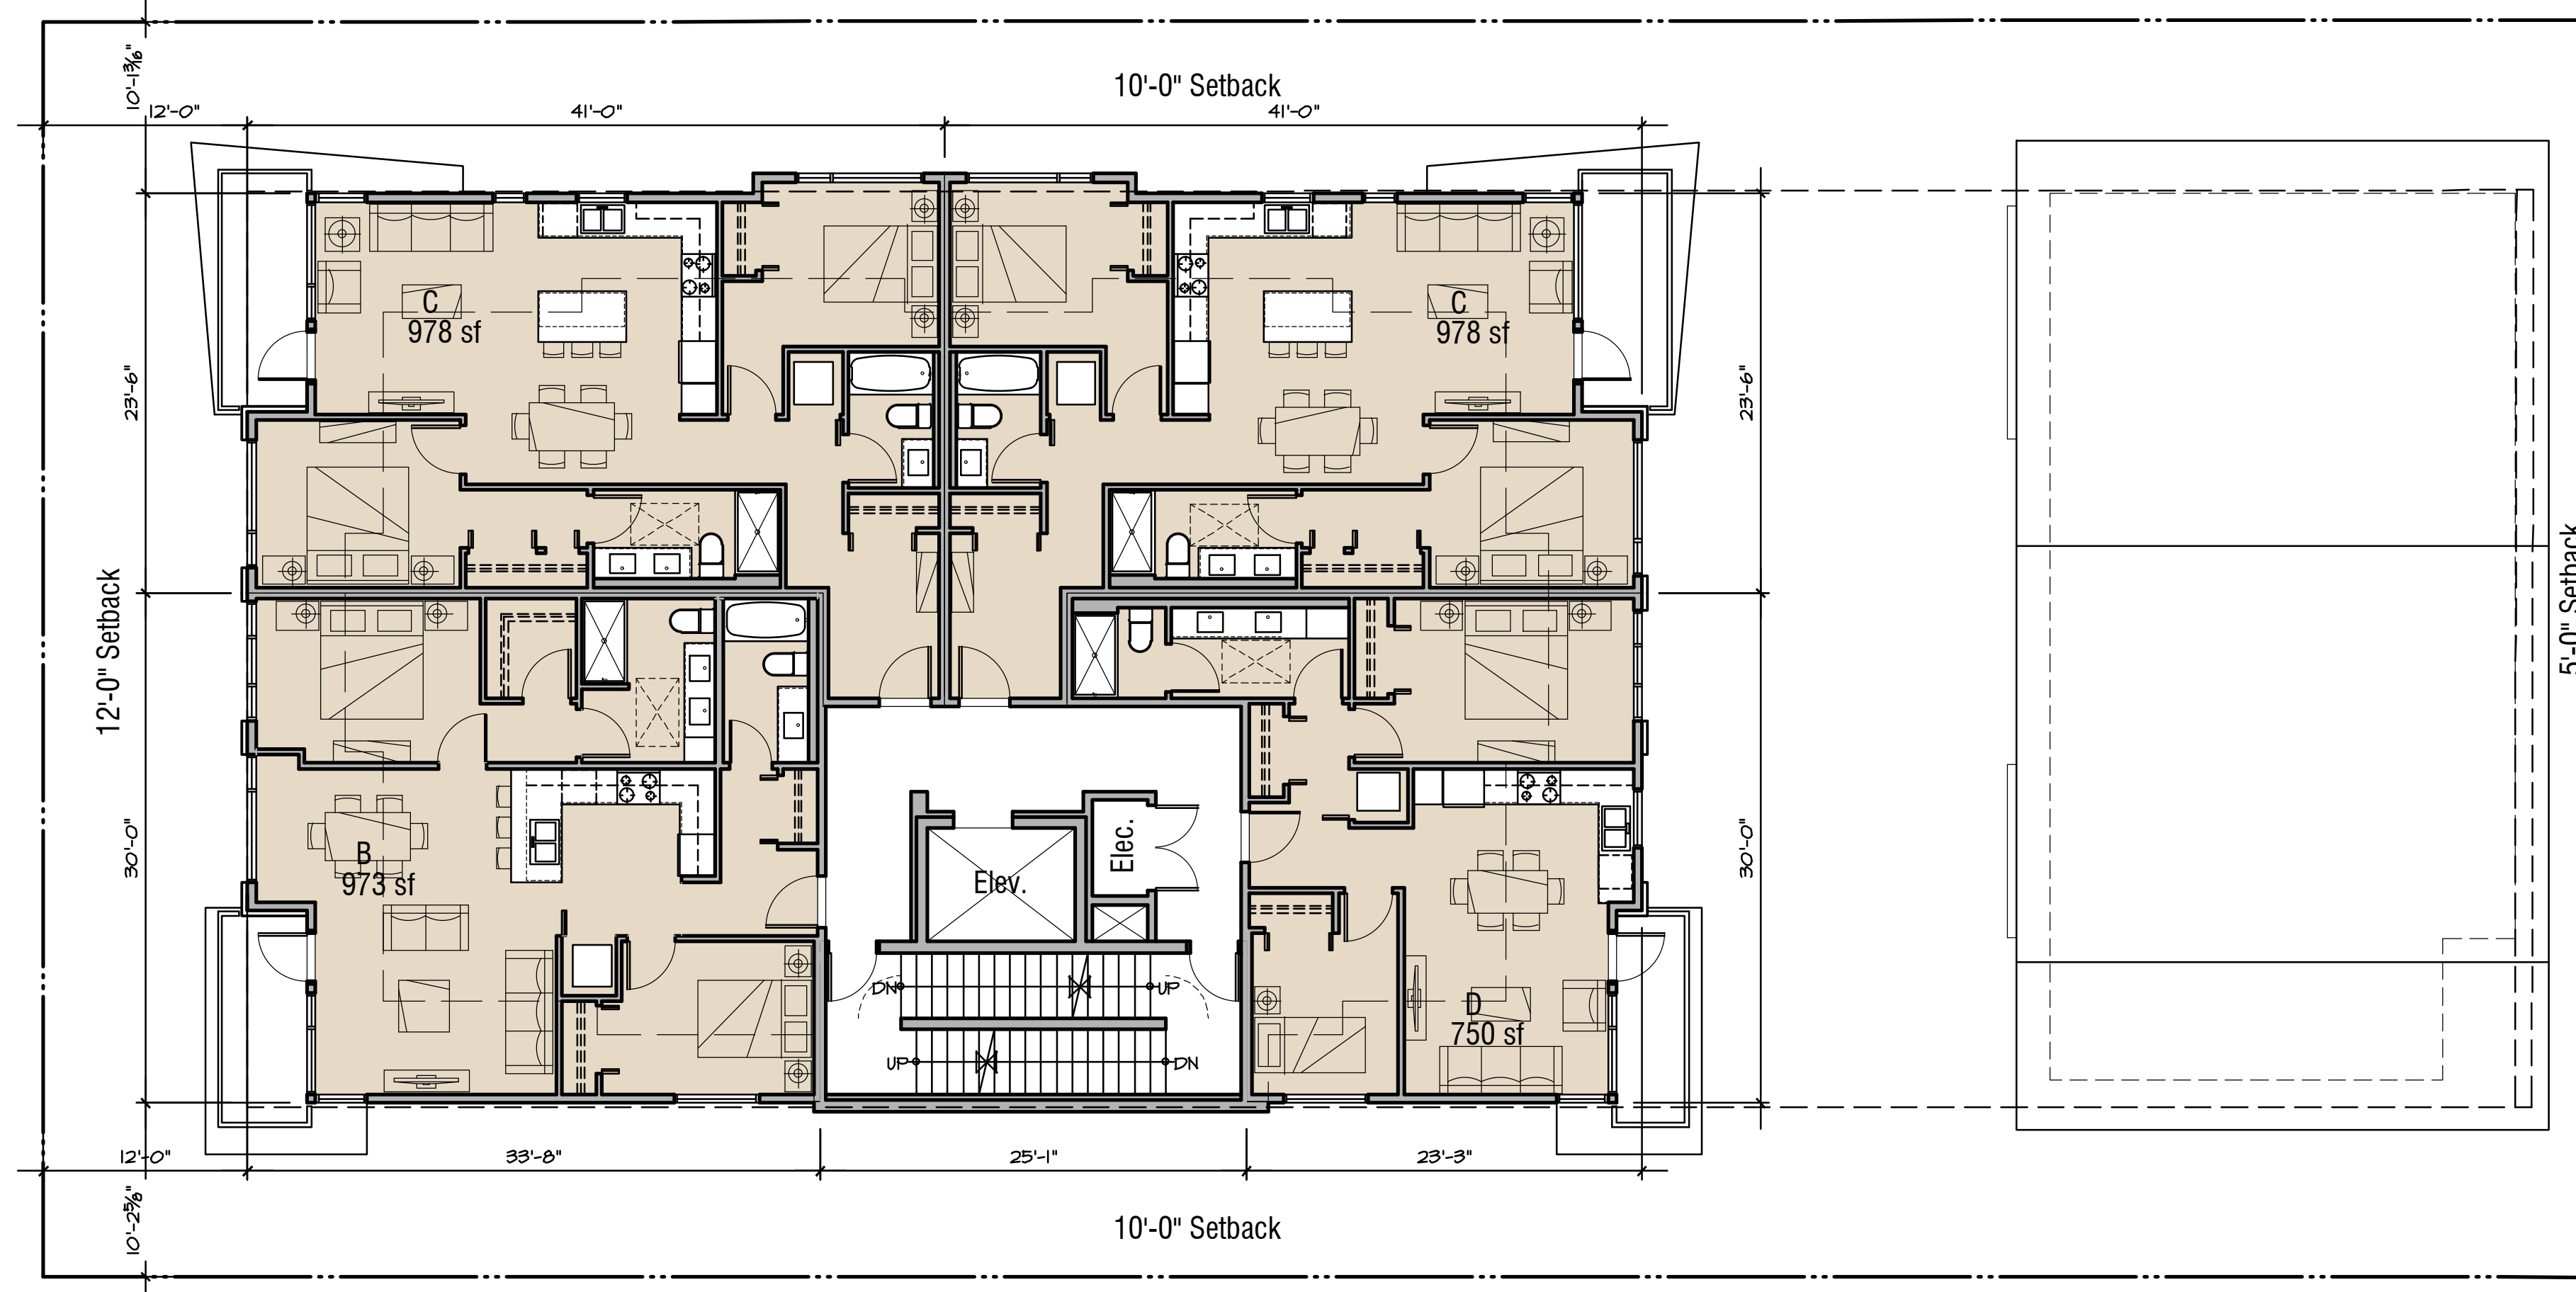 10'-1 3/16"
10'-0" Setback
12'-0"
41'-0"
41'-0"
C
978 sf
C
978 sf
23'-6"
23'-6"
12'-0" Setback
5'-0" Setback
30'-0"
B
973 sf
Elev.
Elec.
30'-0"
DN
UP
D
750 sf
UP
DN
12'-0"
33'-8"
25'-1"
23'-3"
10'-2 5/8"
10'-0" Setback